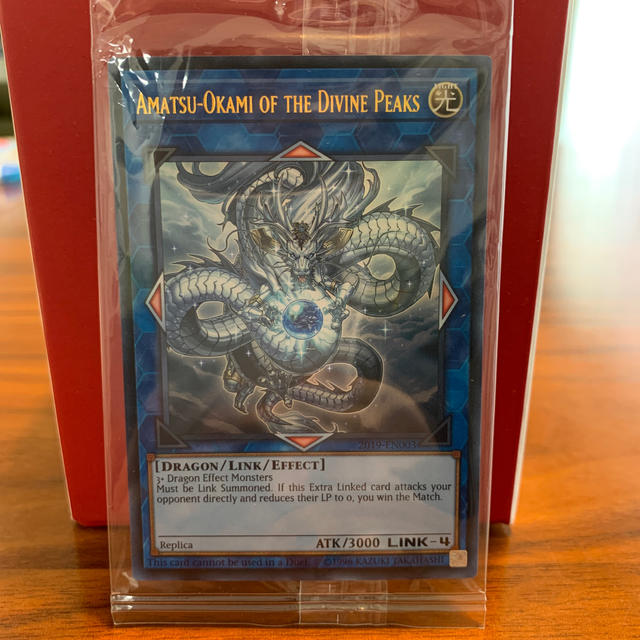 AMATSU-OKAMI OF THE DIVINE PEAKS
LIGHT
光
2019-EN003
[DRAGON/LINK/EFFECT]
3+ Dragon Effect Monsters
Must be Link Summoned. If this Extra Linked card attacks your
opponent directly and reduces their LP to 0, you win the Match.
Replica
ATK/3000 LINK-4
This card cannot be used in a Duel.
©1996 KAZUKI TAKAHASHI